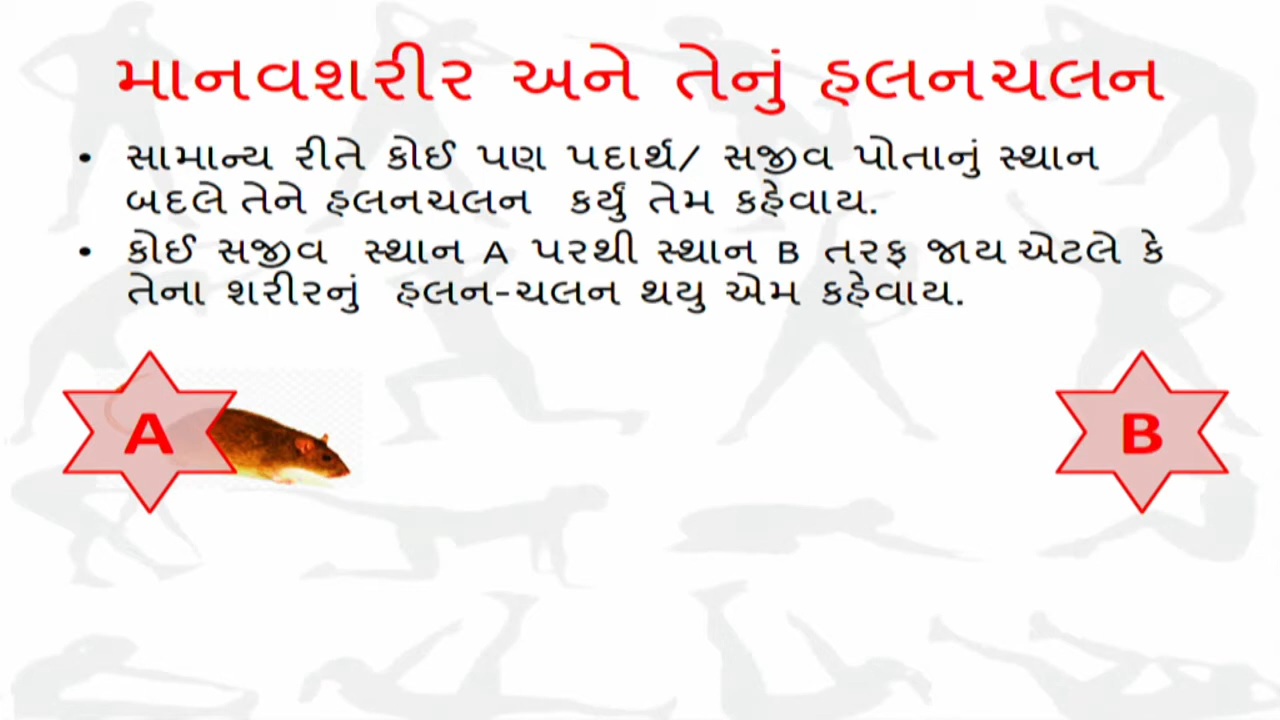 માનવશરીર અને તેનું હલનચલન
• સામાન્ય રીતે કોઈ પણ પદાર્થ/ સજીવ પોતાનું સ્થાન
બદલે તેને હલનચલન કર્યું તેમ કહેવાય.
• કોઈ સજીવ સ્થાન A પરથી સ્થાન B તરફ જાય એટલે કે
તેના શરીરનું હલન-ચલન થયુ એમ કહેવાય.
A
B